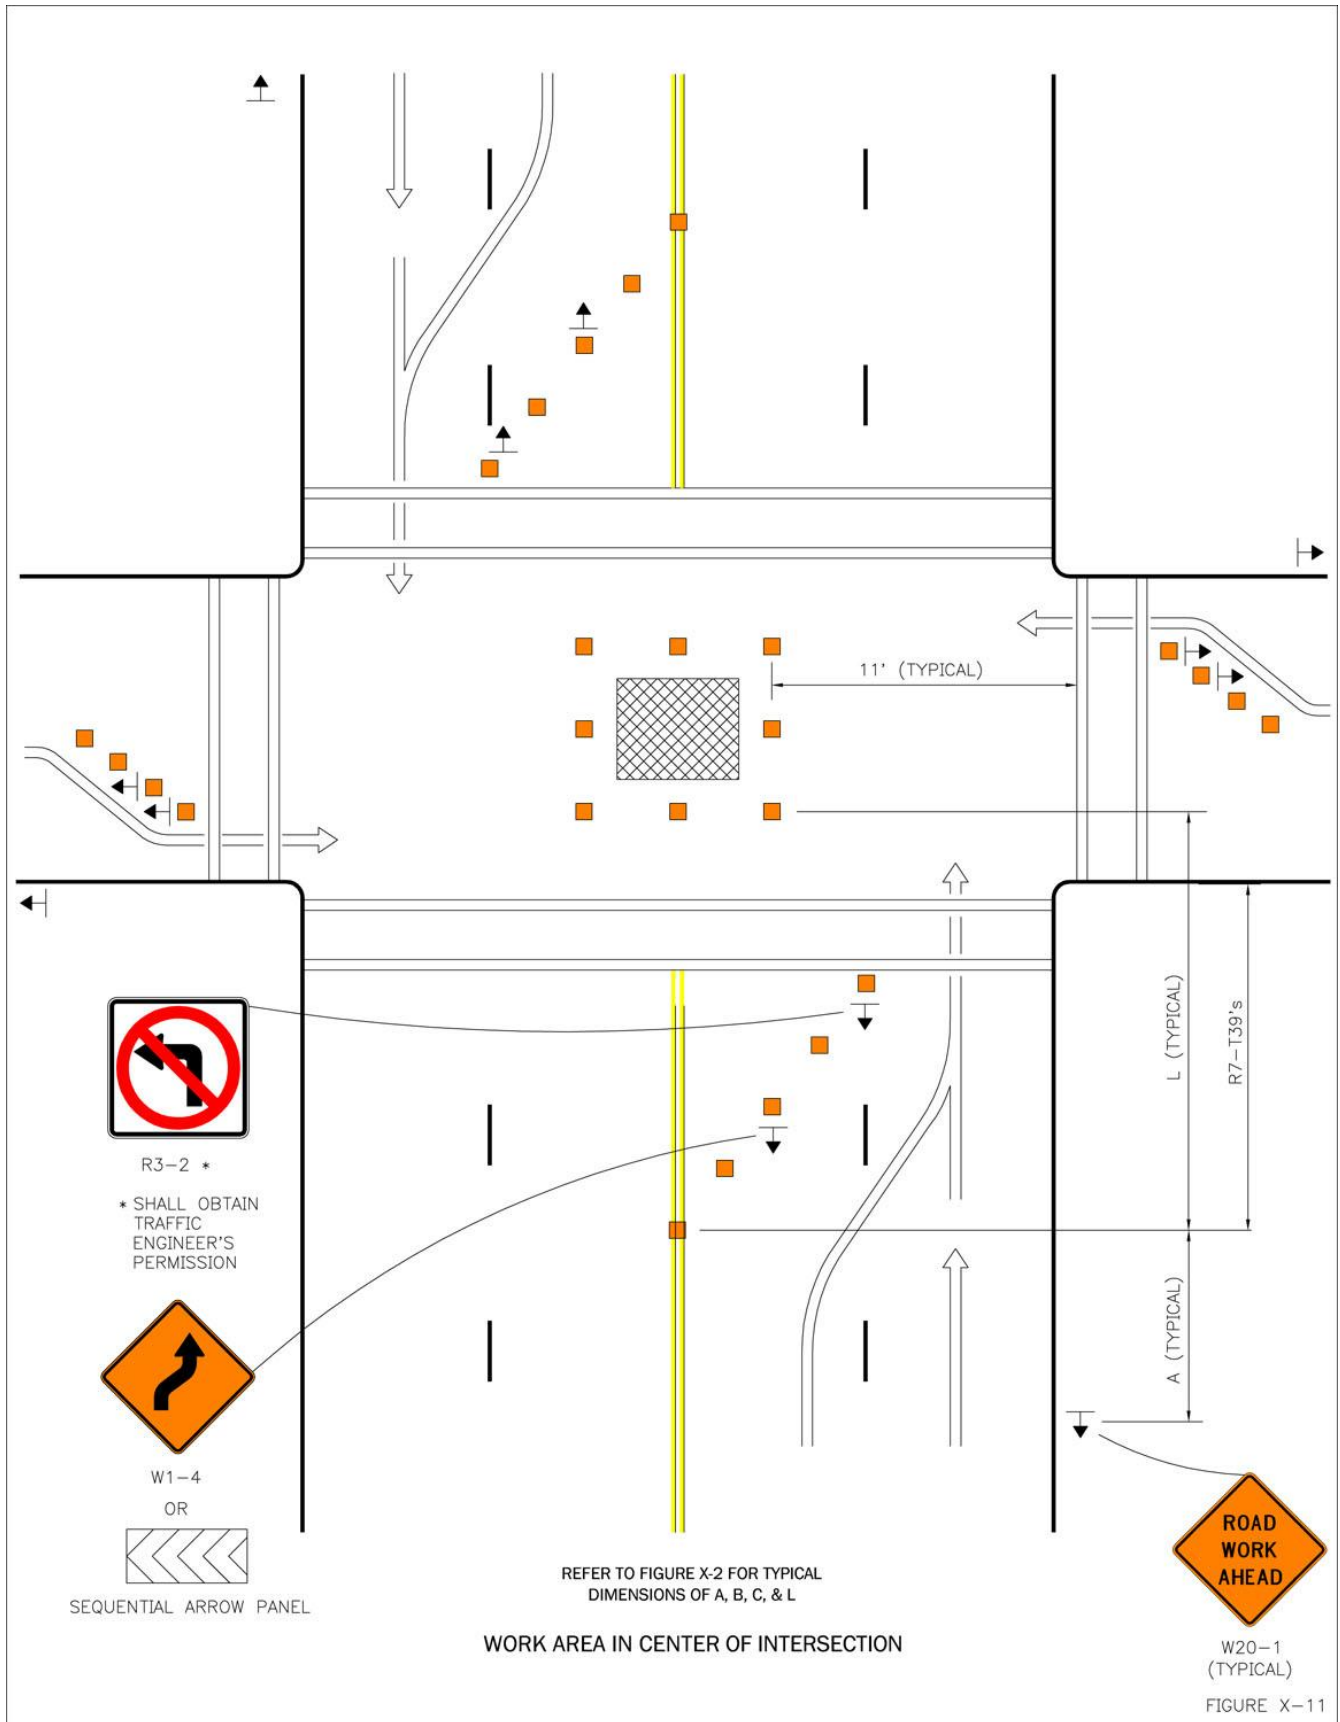 11' (TYPICAL)
L (TYPICAL)
R7-T39's
R3-2 *
* SHALL OBTAIN
TRAFFIC
ENGINEER'S
PERMISSION
A (TYPICAL)
W1-4
OR
SEQUENTIAL ARROW PANEL
ROAD
WORK
AHEAD
W20-1
(TYPICAL)
REFER TO FIGURE X-2 FOR TYPICAL
DIMENSIONS OF A, B, C, & L
WORK AREA IN CENTER OF INTERSECTION
FIGURE X-11